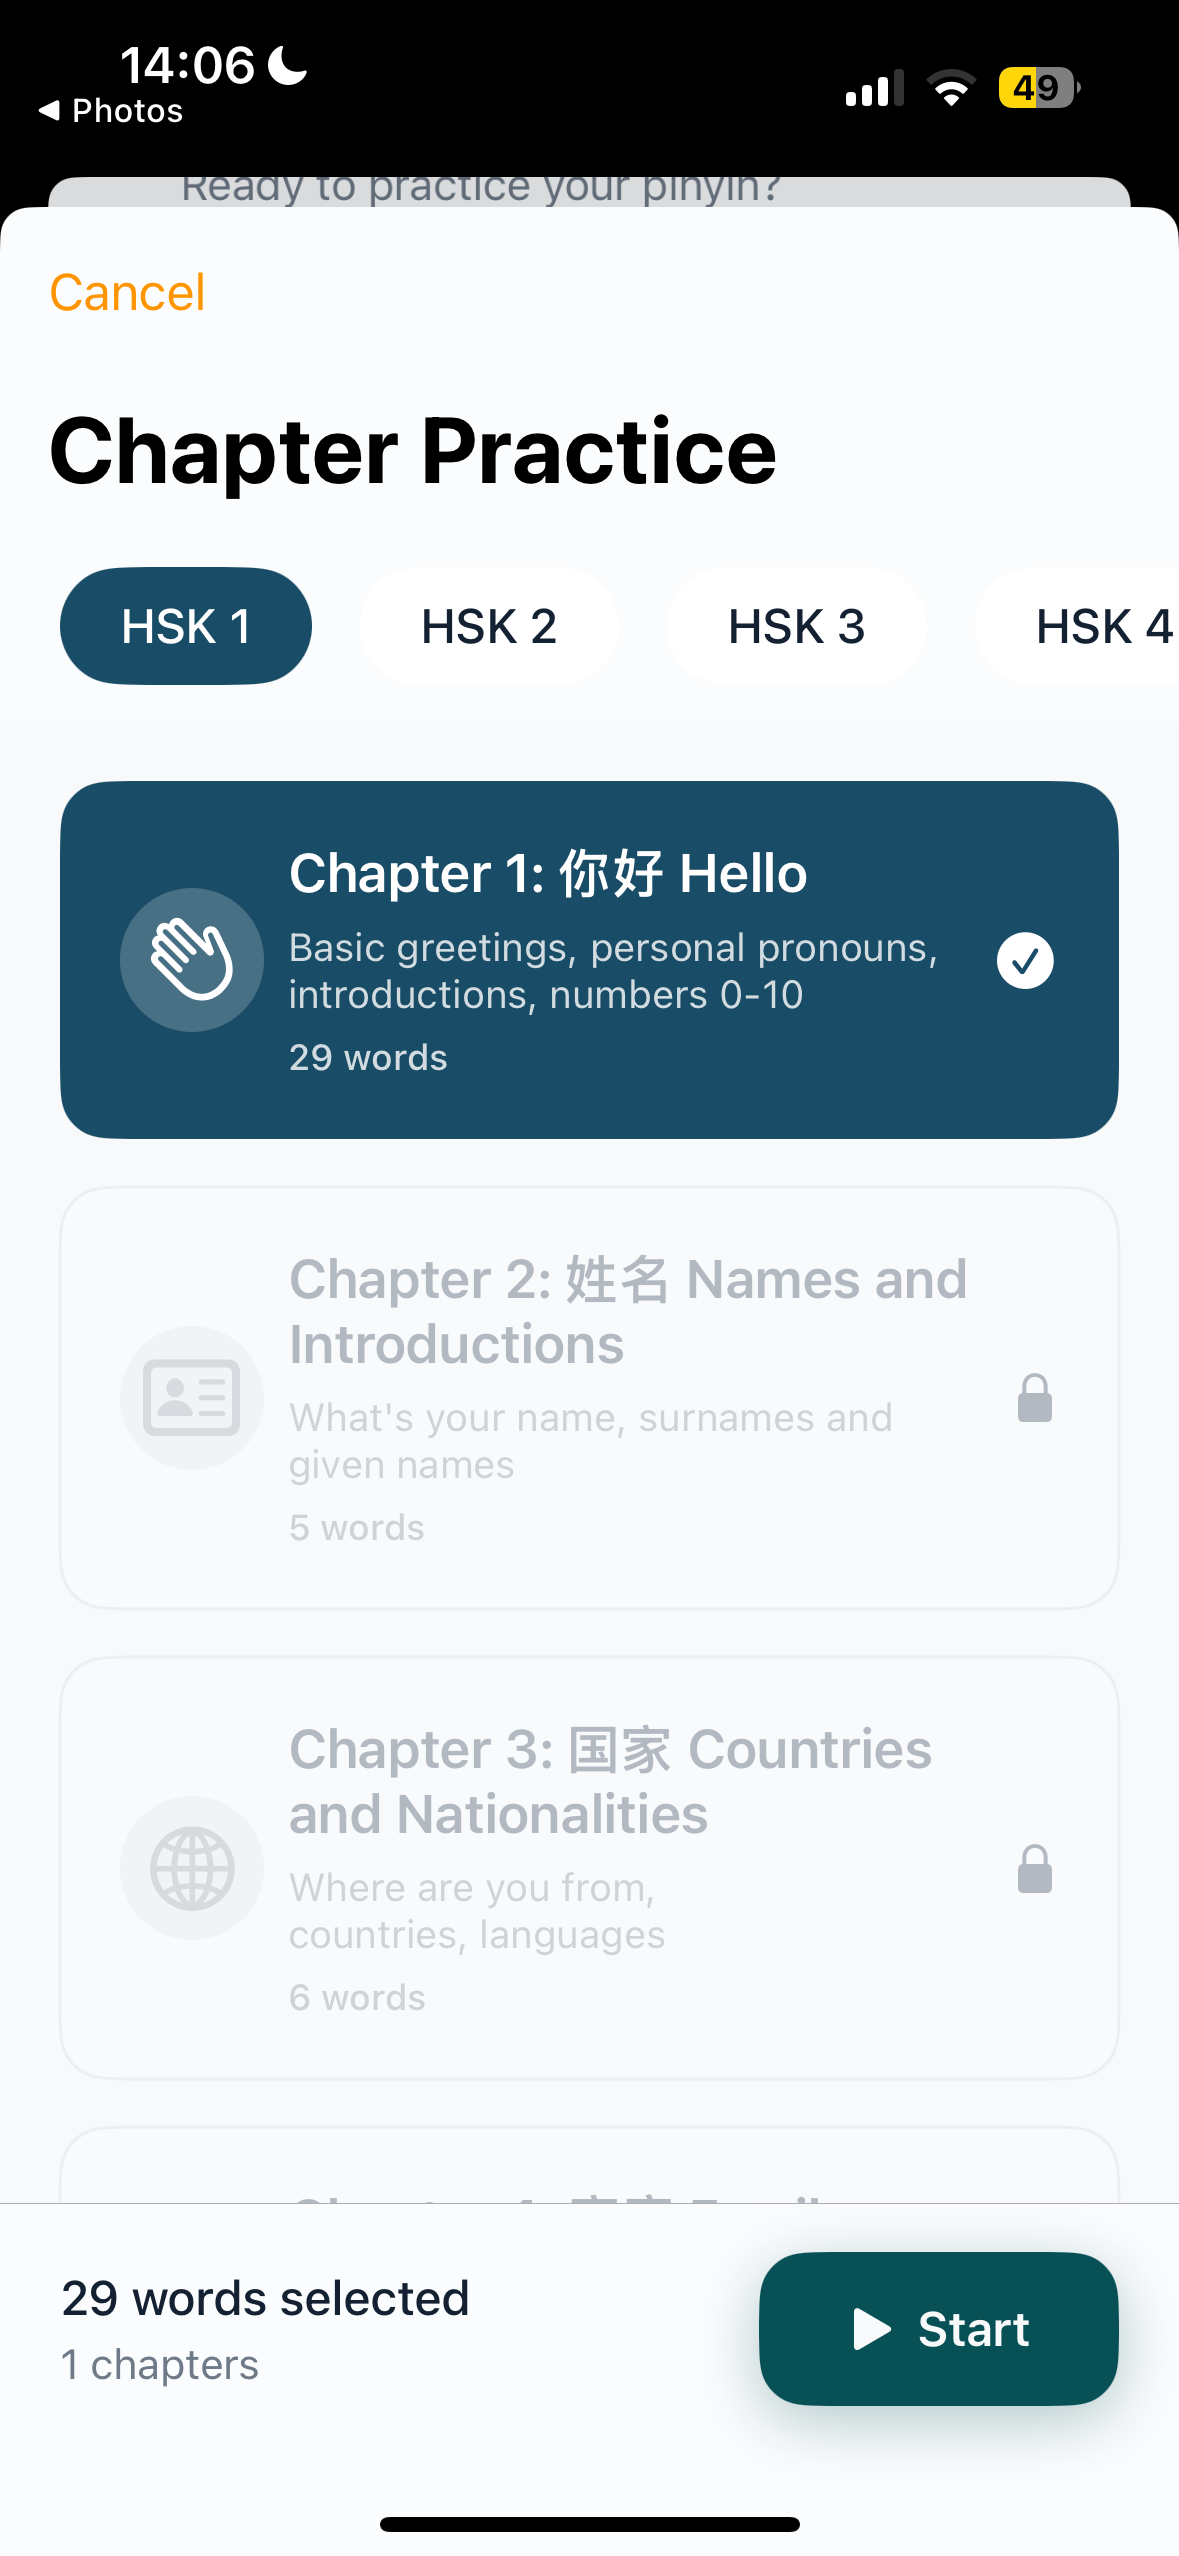 14:06
Photos
49
Ready to practice your pinyin?
Cancel
Chapter Practice
HSK 1
HSK 2
HSK 3
HSK 4
Chapter 1: 你好 Hello
Basic greetings, personal pronouns,
introductions, numbers 0-10
29 words
Chapter 2: 姓名 Names and
Introductions
What's your name, surnames and
given names
5 words
Chapter 3: 国家 Countries
and Nationalities
Where are you from,
countries, languages
6 words
29 words selected
1 chapters
Start